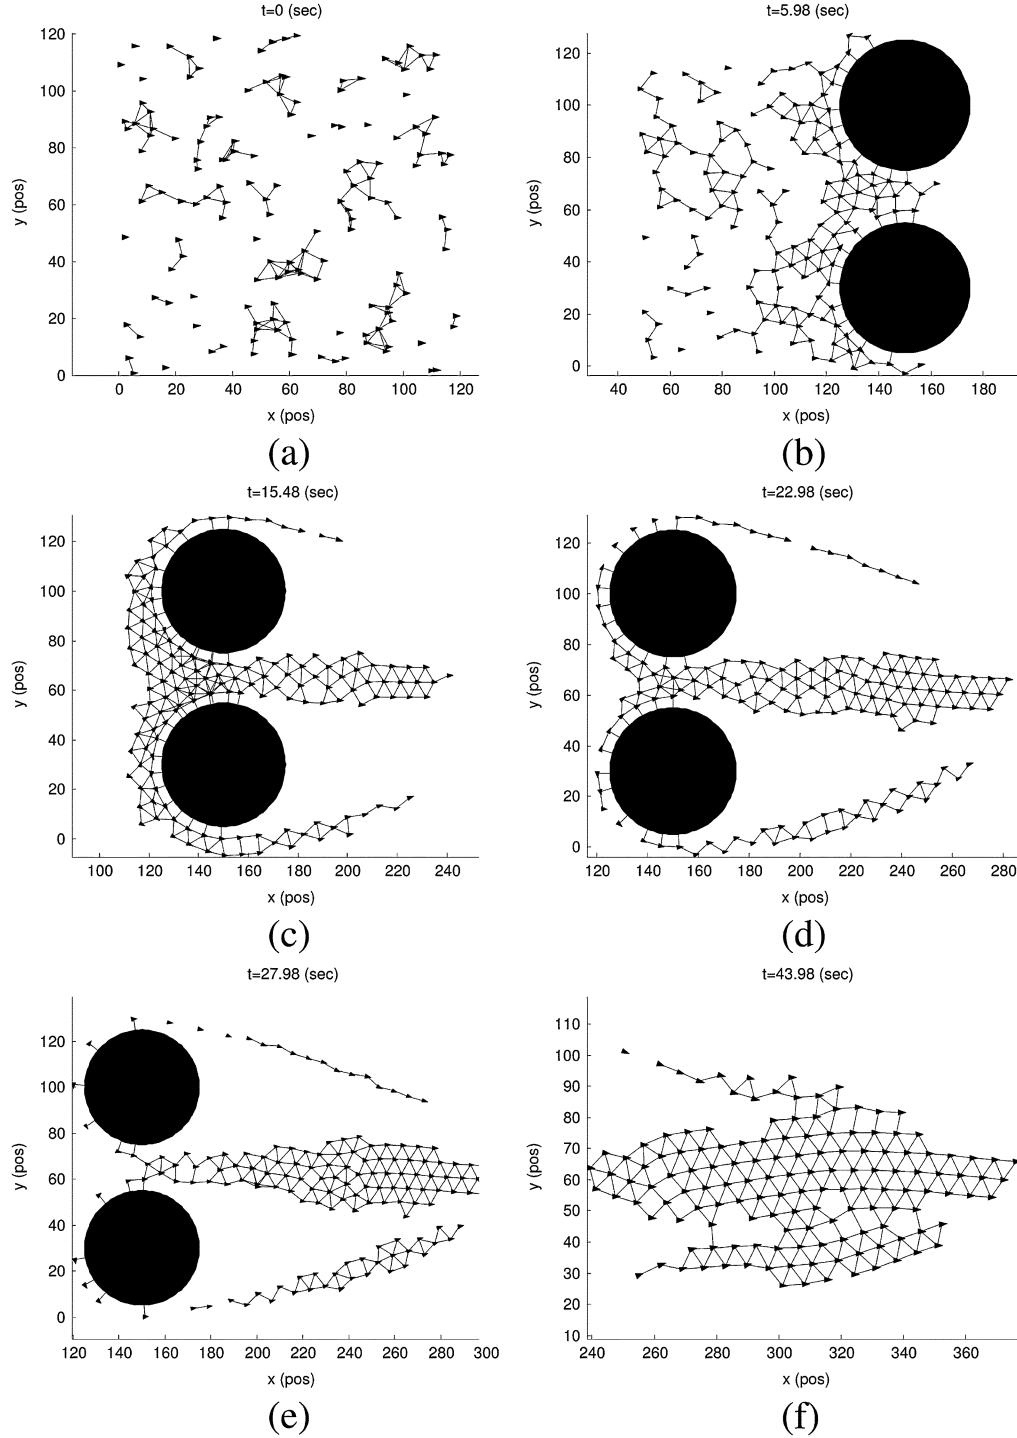 t=0 (sec)
120
100
80
60
40
20
0
y (pos)
0 20 40 60 80 100 120
x (pos)
(a)
t=5.98 (sec)
120
100
80
60
40
20
0
y (pos)
40 60 80 100 120 140 160 180
x (pos)
(b)
t=15.48 (sec)
120
100
80
60
40
20
0
y (pos)
100 120 140 160 180 200 220 240
x (pos)
(c)
t=22.98 (sec)
120
100
80
60
40
20
0
y (pos)
120 140 160 180 200 220 240 260 280
x (pos)
(d)
t=27.98 (sec)
120
100
80
60
40
20
0
y (pos)
120 140 160 180 200 220 240 260 280 300
x (pos)
(e)
t=43.98 (sec)
110
100
90
80
70
60
50
40
30
20
10
y (pos)
240 260 280 300 320 340 360
x (pos)
(f)